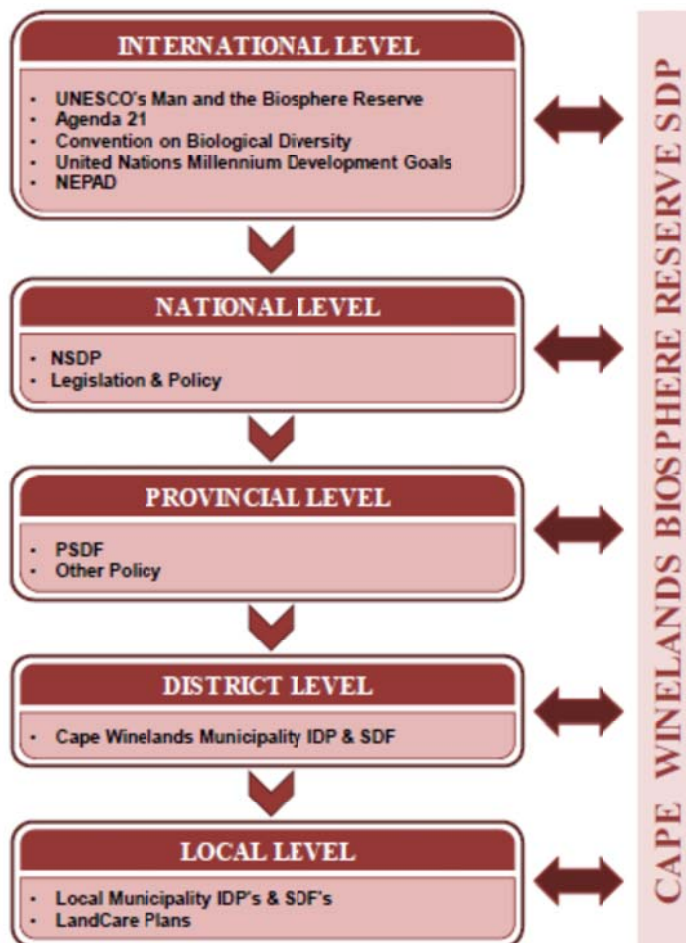 INTERNATIONAL LEVEL
• UNESCO's Man and the Biosphere Reserve
• Agenda 21
• Convention on Biological Diversity
• United Nations Millennium Development Goals
• NEPAD
NATIONAL LEVEL
• NSDP
• Legislation & Policy
PROVINCIAL LEVEL
• PSDF
• Other Policy
DISTRICT LEVEL
• Cape Winelands Municipality IDP & SDF
LOCAL LEVEL
• Local Municipality IDP's & SDF's
• LandCare Plans
CAPE WINELANDS BIOSPHERE RESERVE SDP